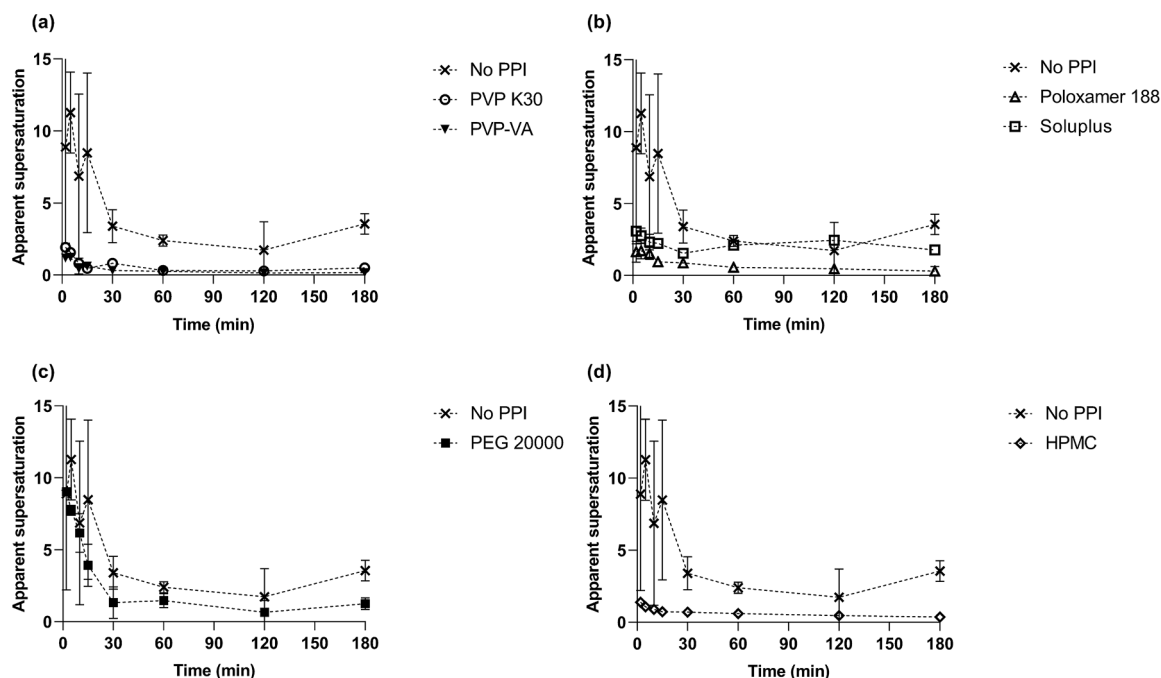 (a)
No PPI
PVP K30
PVP-VA
Apparent supersaturation
15
10
5
0
0 30 60 90 120 150 180
Time (min)
(b)
No PPI
Poloxamer 188
Soluplus
Apparent supersaturation
15
10
5
0
0 30 60 90 120 150 180
Time (min)
(c)
No PPI
PEG 20000
Apparent supersaturation
15
10
5
0
0 30 60 90 120 150 180
Time (min)
(d)
No PPI
HPMC
Apparent supersaturation
15
10
5
0
0 30 60 90 120 150 180
Time (min)